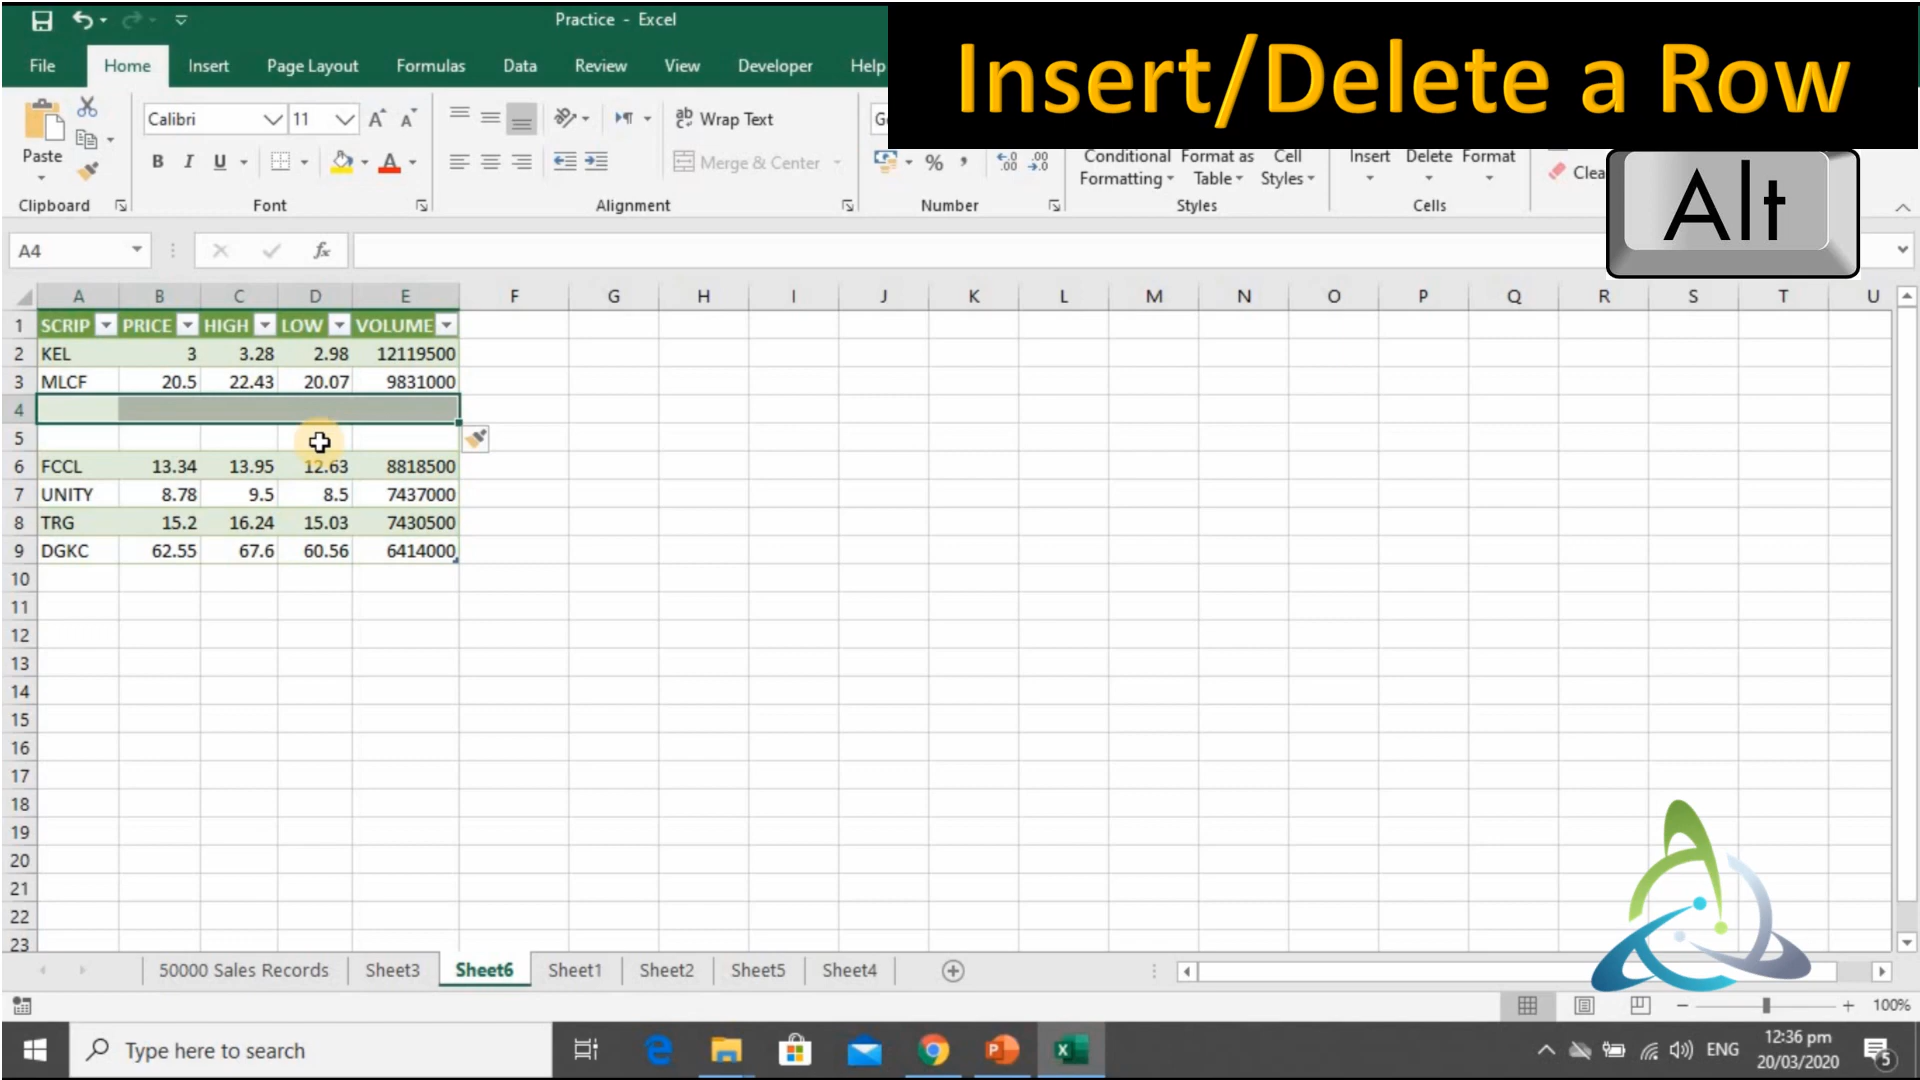 Practice - Excel
Insert/Delete a Row
File Home Insert Page Layout Formulas Data Review View Developer Help
Calibri 11 Wrap Text
Paste B I U A Merge & Center % Conditional Formatting Format as Table Cell Styles Insert Delete Format
Alt
Clipboard Font Alignment Number Styles Cells
A4 fx
A B C D E F G H I J K L M N O P Q R S T U
1 SCRIP PRICE HIGH LOW VOLUME
2 KEL 3 3.28 2.98 12119500
3 MLCF 20.5 22.43 20.07 9831000
4
5
6 FCCL 13.34 13.95 12.63 8818500
7 UNITY 8.78 9.5 8.5 7437000
8 TRG 15.2 16.24 15.03 7430500
9 DGKC 62.55 67.6 60.56 6414000
10
11
12
13
14
15
16
17
18
19
20
21
22
23
50000 Sales Records Sheet3 Sheet6 Sheet1 Sheet2 Sheet5 Sheet4
100%
Type here to search
ENG
12:36 pm
20/03/2020
5